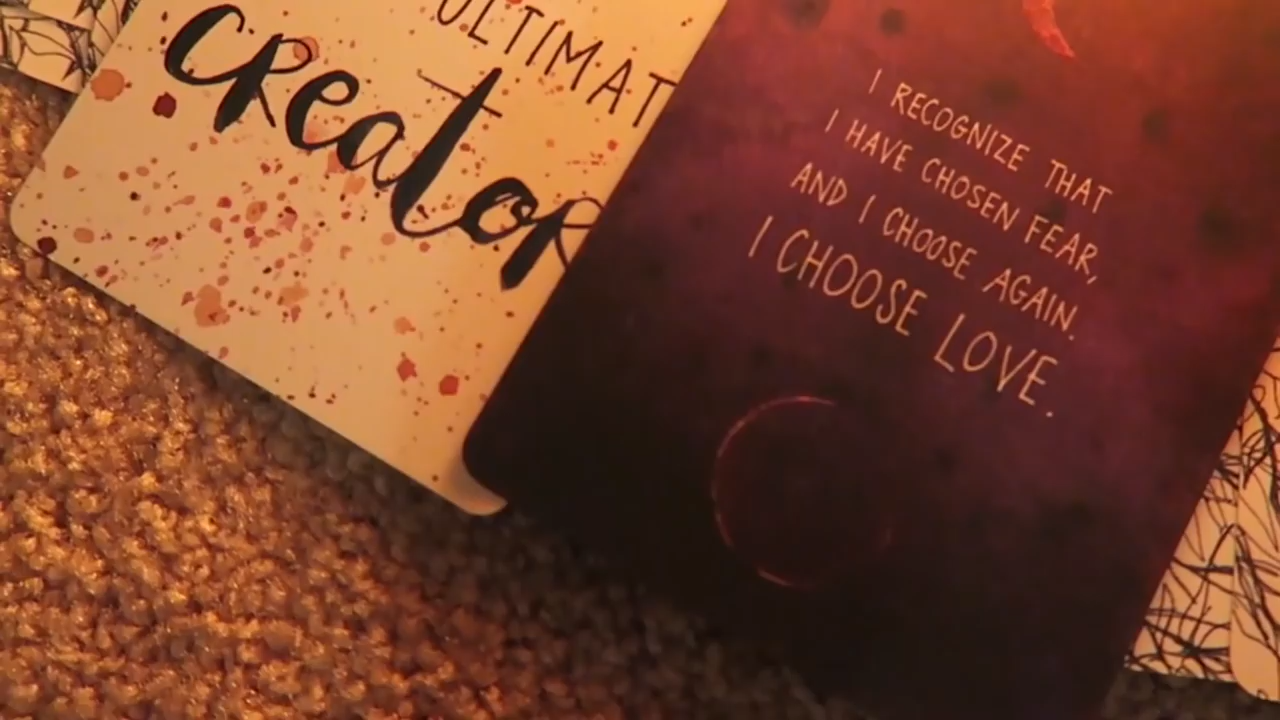 ULTIMAT
creator
I RECOGNIZE THAT
I HAVE CHOSEN FEAR,
AND I CHOOSE AGAIN.
I CHOOSE LOVE.